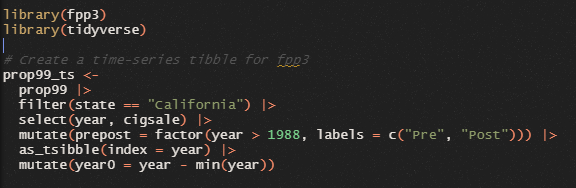 library(fpp3)
library(tidyverse)
# Create a time-series tibble for fpp3
prop99_ts <-
prop99 |>
filter(state == "California") |>
select(year, cigsale) |>
mutate(prepost = factor(year > 1988, labels = c("Pre", "Post"))) |>
as_tsibble(index = year) |>
mutate(year0 = year - min(year))